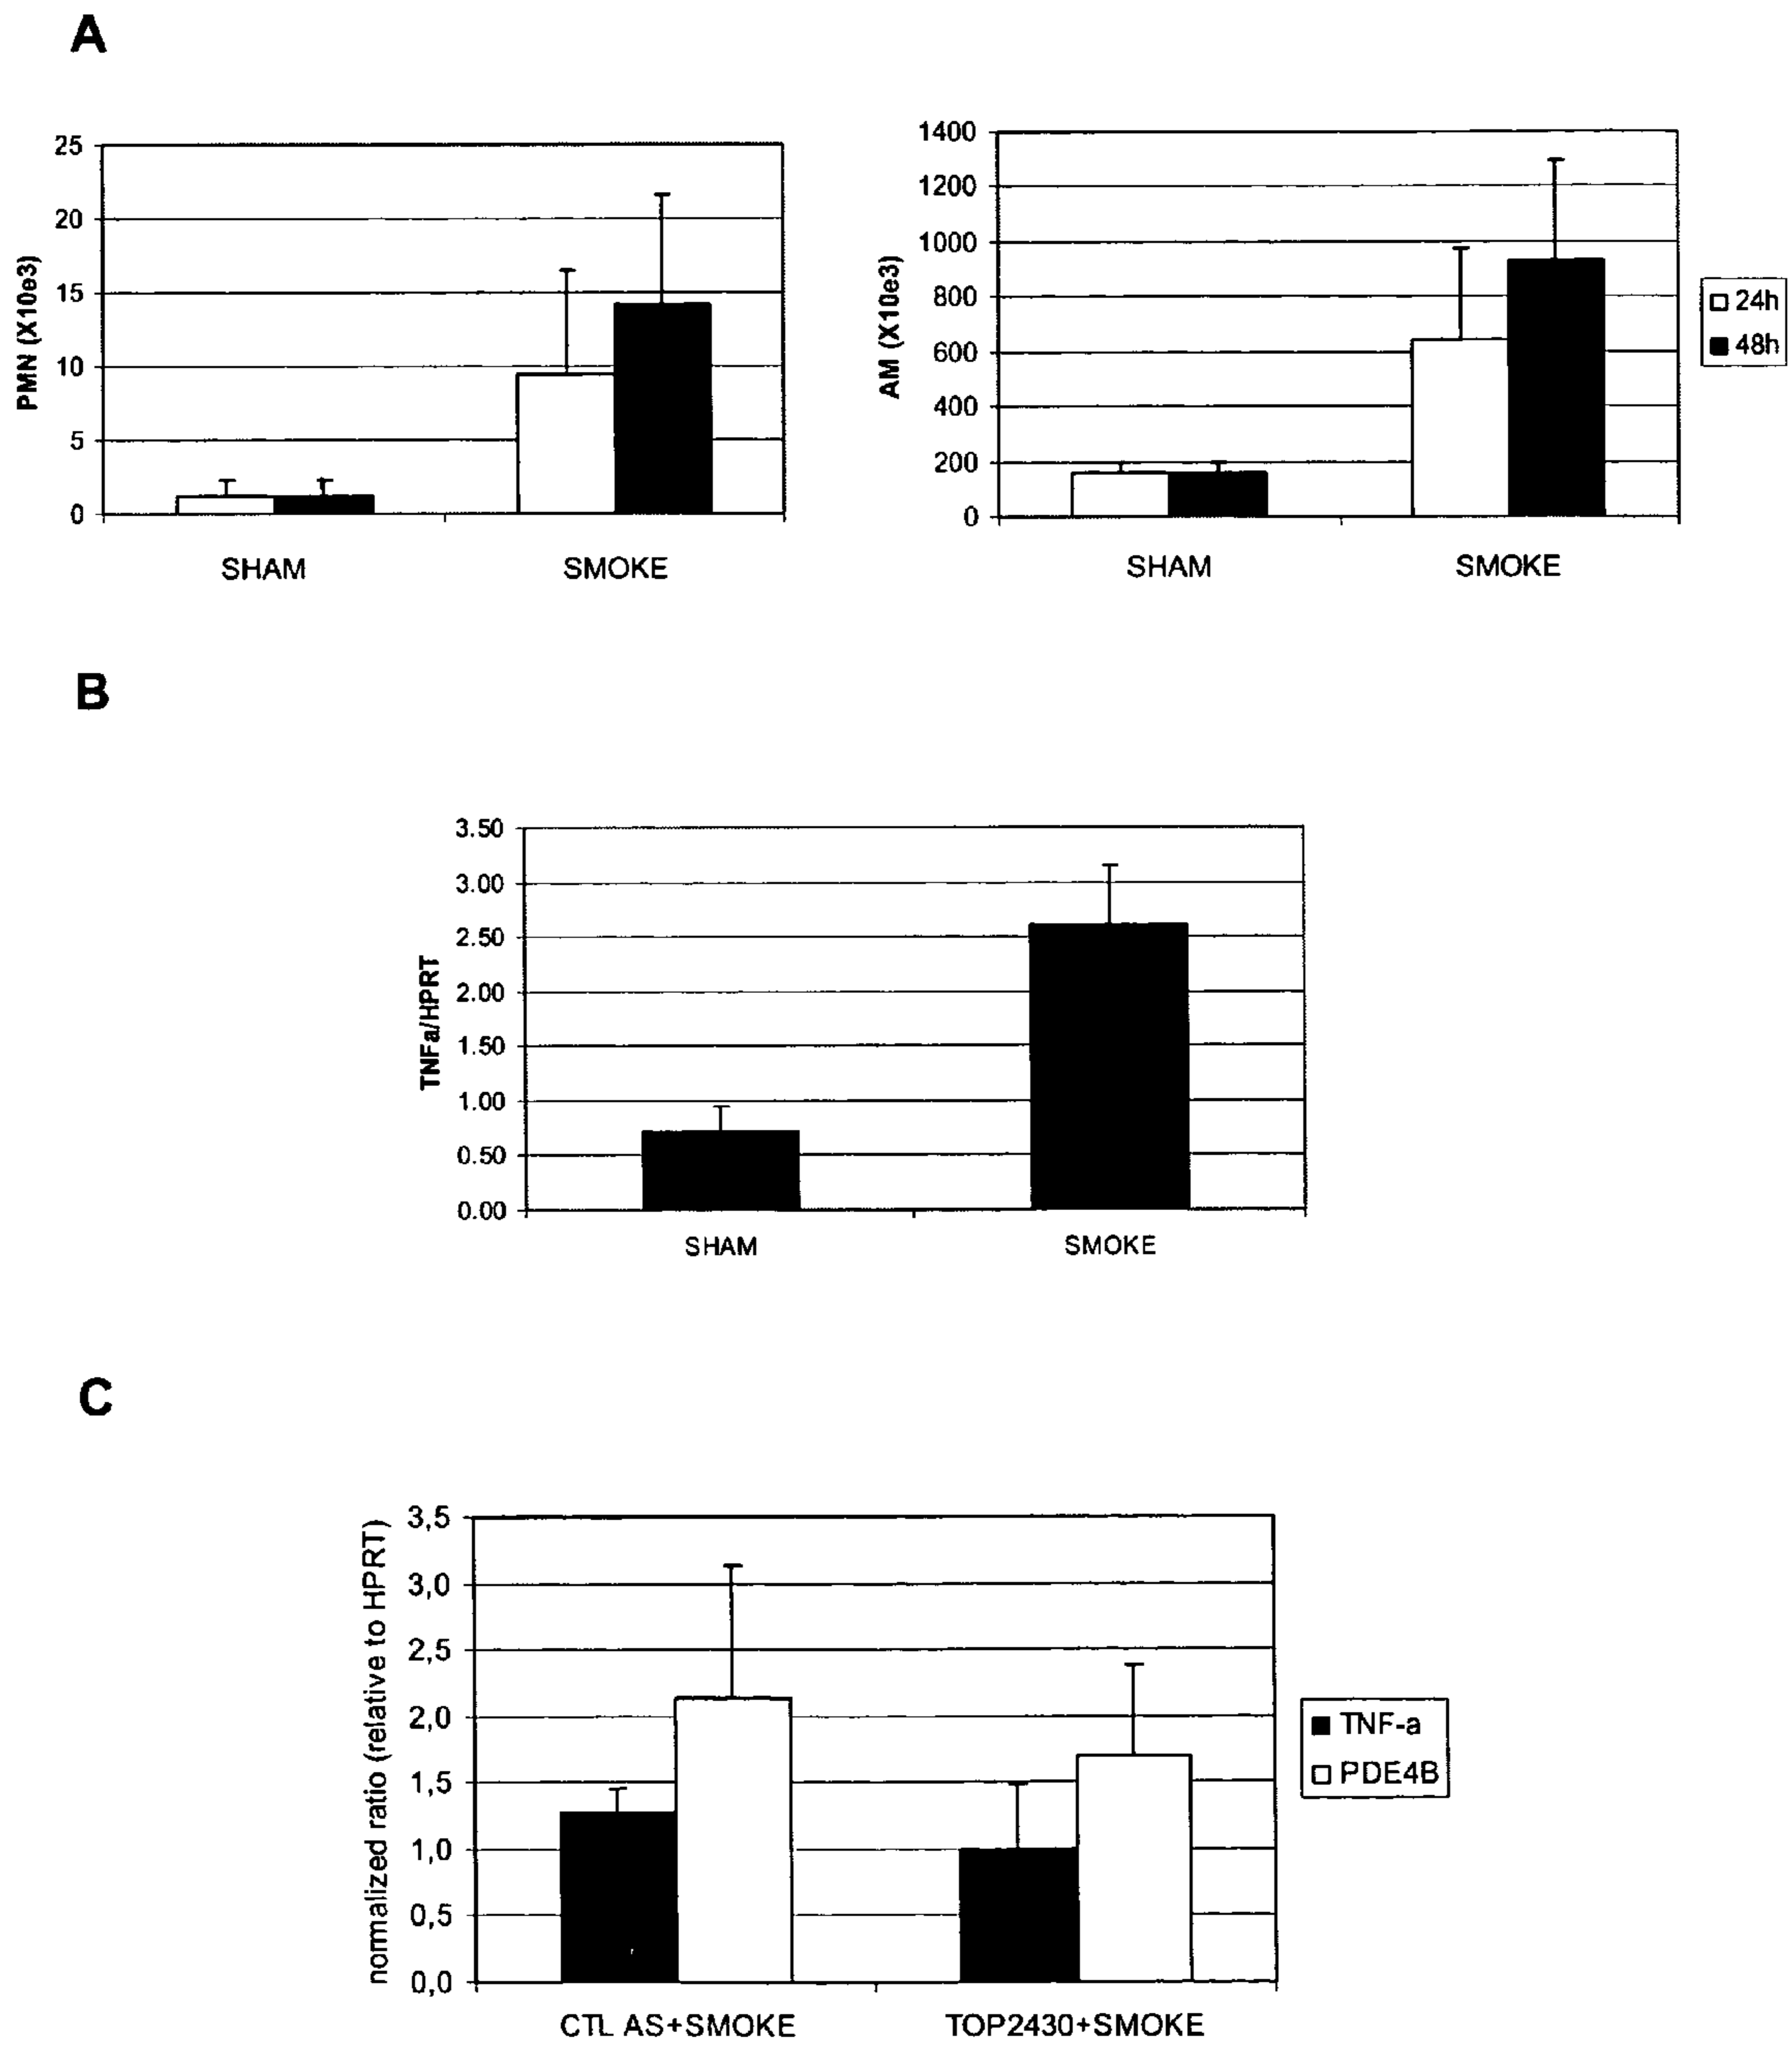 A
25
20
15
10
5
0
PMN (X10e3)
SHAM SMOKE
1400
1200
1000
800
600
400
200
0
AM (X10e3)
SHAM SMOKE
24h
48h
B
3.50
3.00
2.50
2.00
1.50
1.00
0.50
0.00
TNFa/HPRT
SHAM SMOKE
C
3,5
3,0
2,5
2,0
1,5
1,0
0,5
0,0
normalized ratio (relative to HPRT)
CTL AS+SMOKE TOP2430+SMOKE
TNF-a
PDE4B